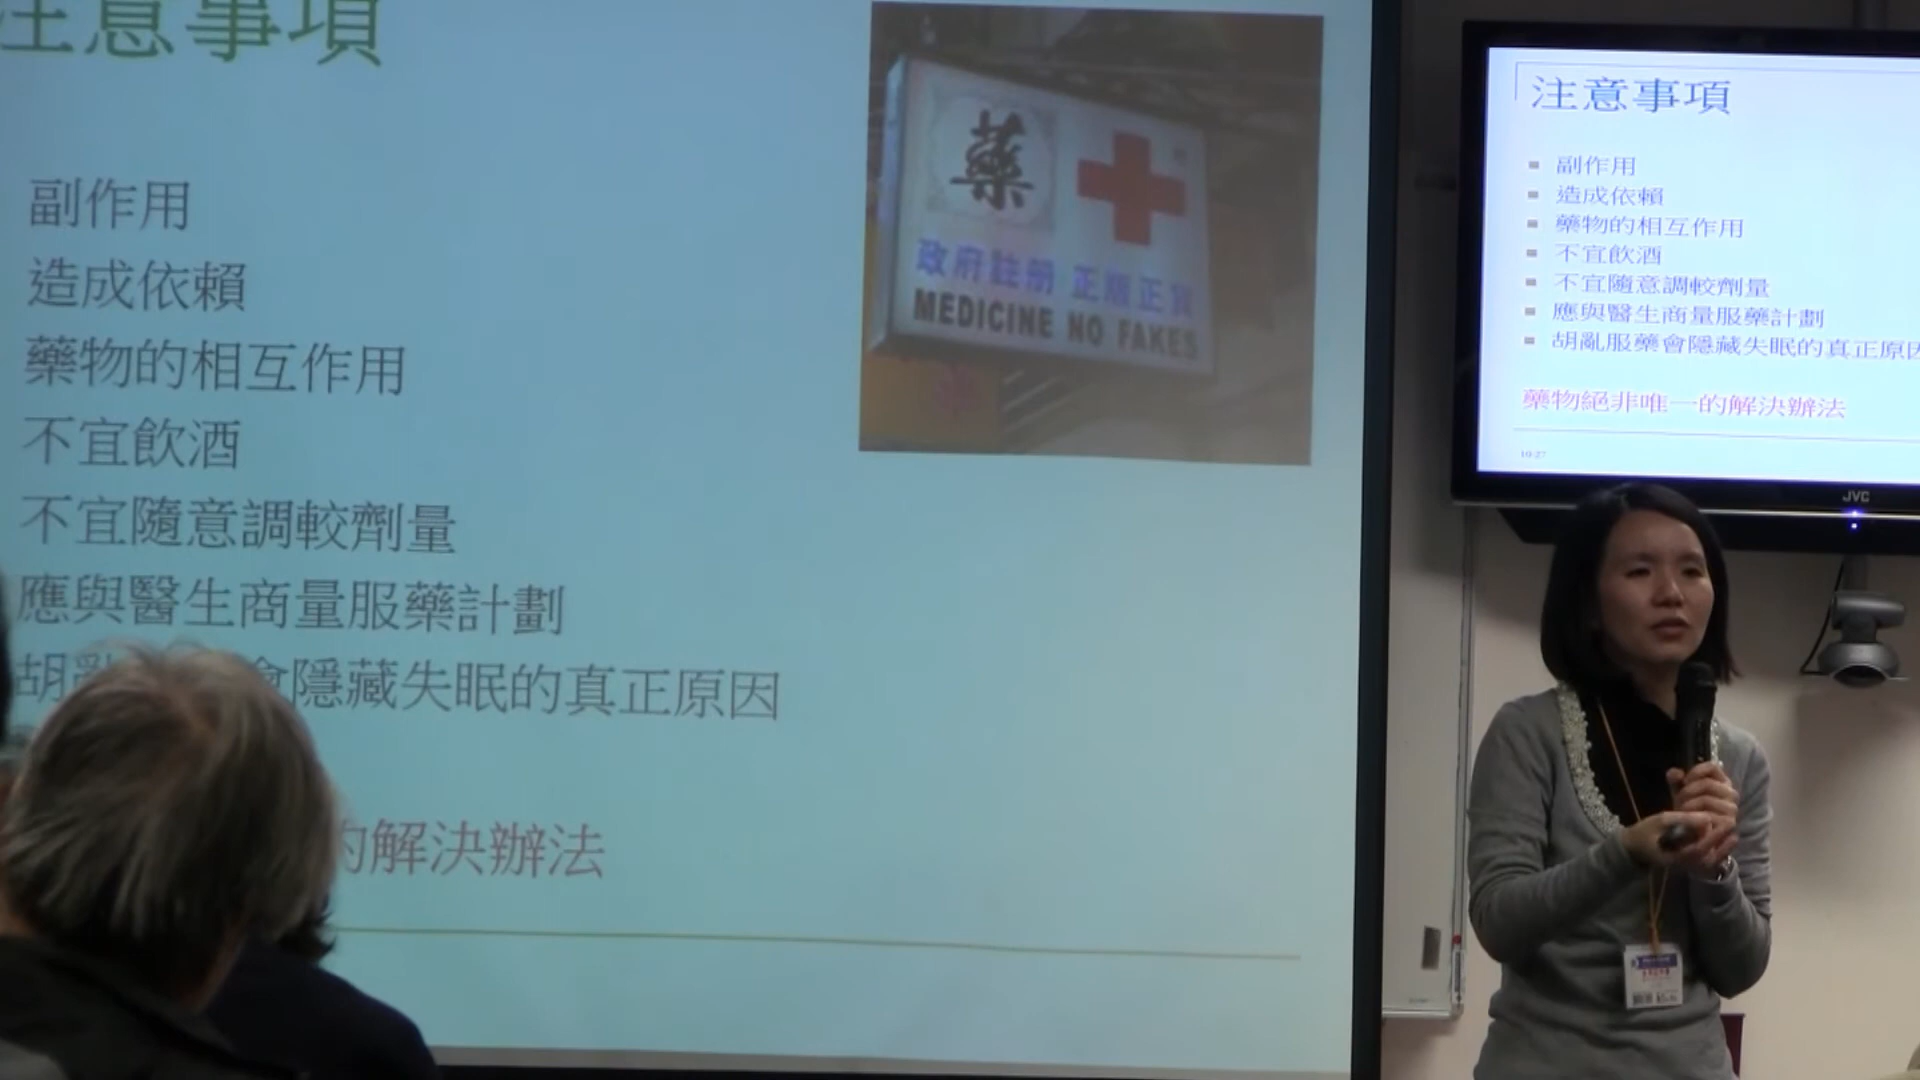 注意事項
副作用
造成依賴
藥物的相互作用
不宜飲酒
不宜隨意調較劑量
應與醫生商量服藥計劃
胡亂會隱藏失眠的真正原因
的解決辦法
藥
政府註册 正版正貨
MEDICINE NO FAKES
注意事項
副作用
造成依賴
藥物的相互作用
不宜飲酒
不宜隨意調較劑量
應與醫生商量服藥計劃
胡亂服藥會隱藏失眠的真正原因
藥物絕非唯一的解決辦法
10-27
JVC